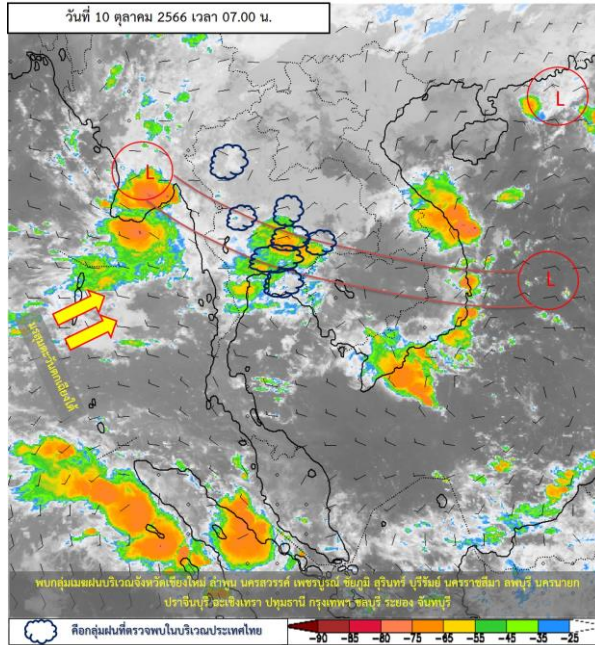 วันที่ 10 ตุลาคม 2566 เวลา 07.00 น.
L
L
L
มรสุมตะวันตกเฉียงใต้
พบกลุ่มเมฆฝนบริเวณจังหวัดเชียงใหม่ ลำพูน นครสวรรค์ เพชรบูรณ์ ชัยภูมิ สุรินทร์ บุรีรัมย์ นครราชสีมา ลพบุรี นครนายก
ปราจีนบุรี ฉะเชิงเทรา ปทุมธานี กรุงเทพฯ ชลบุรี ระยอง จันทบุรี
คือกลุ่มฝนที่ตรวจพบในบริเวณประเทศไทย
-90 -85 -80 -75 -65 -55 -45 -35 -25